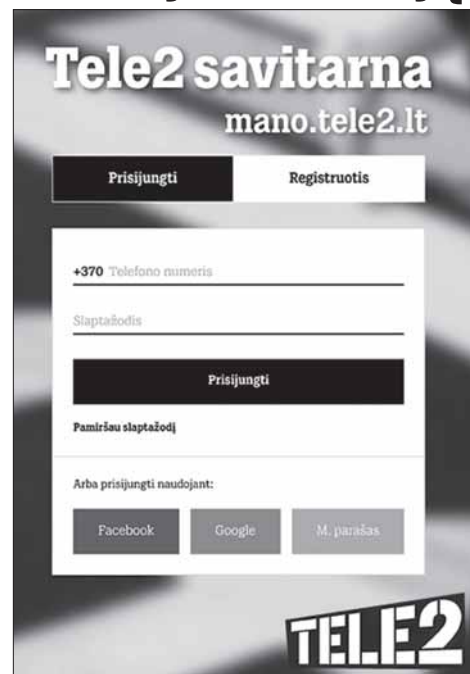 Tele2 savitarna
mano.tele2.lt
Prisijungti Registruotis
+370 Telefono numeris
Slaptažodis
Prisijungti
Pamiršau slaptažodį
Arba prisijungti naudojant:
Facebook Google M. parašas
TELE2